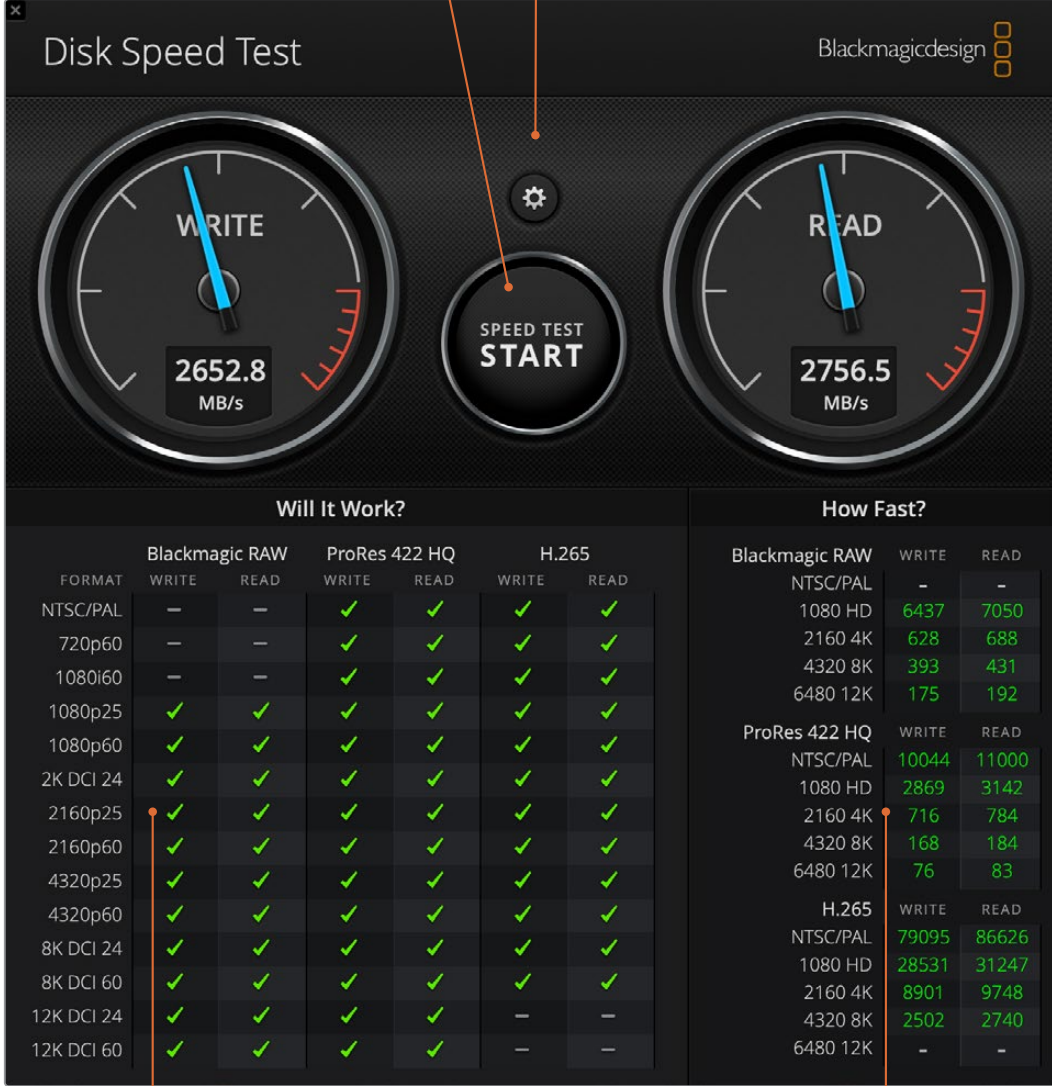 Disk Speed Test
Blackmagicdesign
WRITE
2652.8
MB/s
SPEED TEST
START
READ
2756.5
MB/s
Will It Work?
Blackmagic RAW ProRes 422 HQ H.265
FORMAT WRITE READ WRITE READ WRITE READ
NTSC/PAL – – ✓ ✓ ✓ ✓
720p60 – – ✓ ✓ ✓ ✓
1080i60 – – ✓ ✓ ✓ ✓
1080p25 ✓ ✓ ✓ ✓ ✓ ✓
1080p60 ✓ ✓ ✓ ✓ ✓ ✓
2K DCI 24 ✓ ✓ ✓ ✓ ✓ ✓
2160p25 ✓ ✓ ✓ ✓ ✓ ✓
2160p60 ✓ ✓ ✓ ✓ ✓ ✓
4320p25 ✓ ✓ ✓ ✓ ✓ ✓
4320p60 ✓ ✓ ✓ ✓ ✓ ✓
8K DCI 24 ✓ ✓ ✓ ✓ ✓ ✓
8K DCI 60 ✓ ✓ ✓ ✓ ✓ ✓
12K DCI 24 ✓ ✓ ✓ ✓ – –
12K DCI 60 ✓ ✓ ✓ ✓ – –
How Fast?
Blackmagic RAW WRITE READ
NTSC/PAL - -
1080 HD 6437 7050
2160 4K 628 688
4320 8K 393 431
6480 12K 175 192
ProRes 422 HQ WRITE READ
NTSC/PAL 10044 11000
1080 HD 2869 3142
2160 4K 716 784
4320 8K 168 184
6480 12K 76 83
H.265 WRITE READ
NTSC/PAL 79095 86626
1080 HD 28531 31247
2160 4K 8901 9748
4320 8K 2502 2740
6480 12K - -